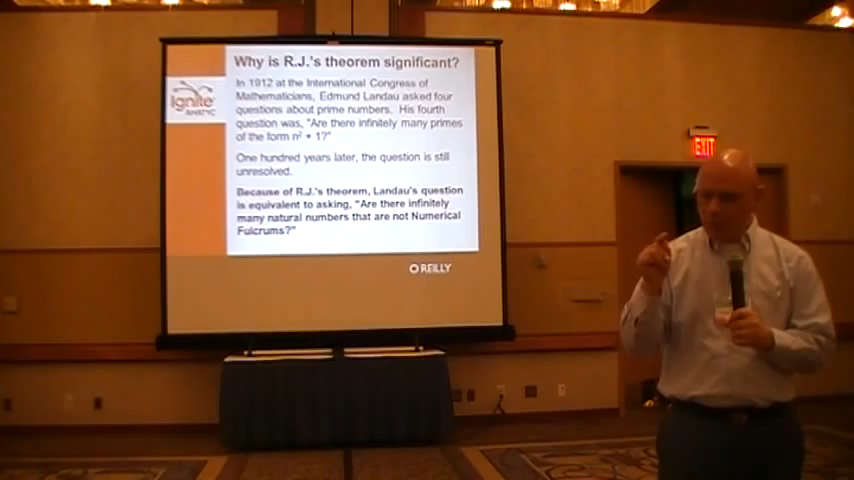 Why is R.J.'s theorem significant?
In 1912 at the International Congress of
Mathematicians, Edmund Landau asked four
questions about prime numbers. His fourth
question was, "Are there infinitely many primes
of the form n² + 1?"
One hundred years later, the question is still
unresolved.
Because of R.J.'s theorem, Landau's question
is equivalent to asking, "Are there infinitely
many natural numbers that are not Numerical
Fulcrums?"
Ignite
AMATYC
O'REILLY
EXIT